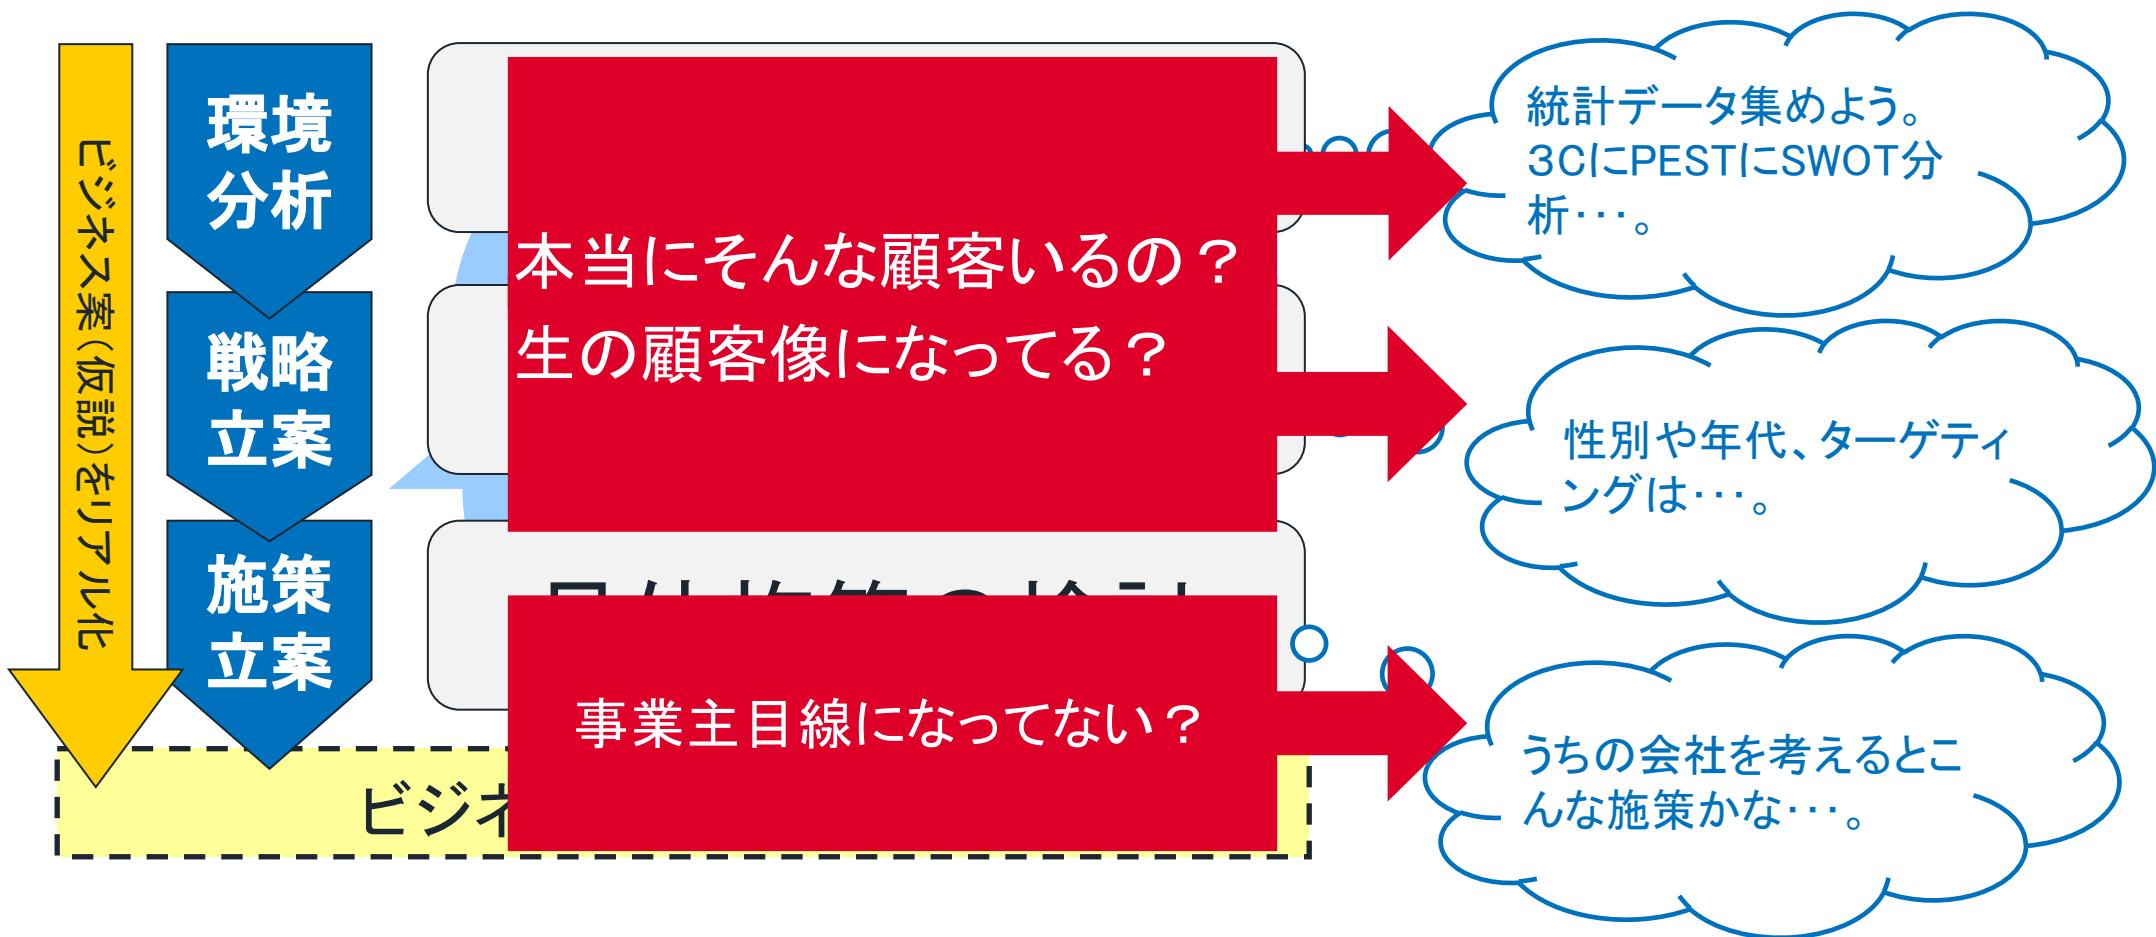 ビジネス案（仮説）をリアル化
環境
分析
戦略
立案
施策
立案
本当にそんな顧客いるの？
生の顧客像になってる？
事業主目線になってない？
ビジネ
統計データ集めよう。
３CにPESTにSWOT分
析・・・。
性別や年代、ターゲティ
ングは・・・。
うちの会社を考えるとこ
んな施策かな・・・。